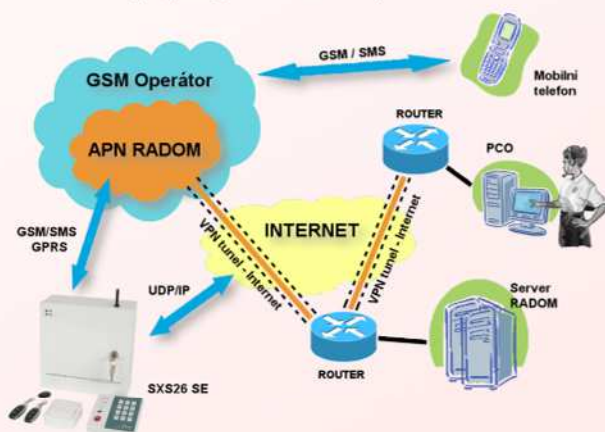 GSM / SMS
GSM Operátor
Mobilní
telefon
ROUTER
APN RADOM
PCO
GSM/SMS
GPRS
INTERNET
VPN tunel - Internet
VPN tunel - Internet
UDP/IP
Server
RADOM
ROUTER
SXS26 SE